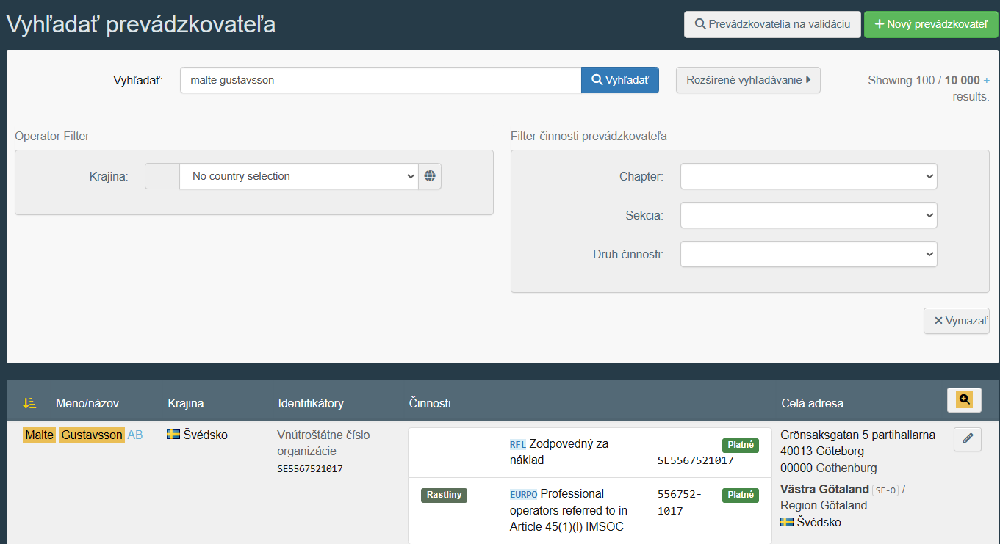 Vyhľadať prevádzkovateľa
Prevádzkovatelia na validáciu
Nový prevádzkovateľ
Vyhľadať:
malte gustavsson
Vyhľadať
Rozšírené vyhľadávanie
Showing 100 / 10 000 +
results.
Operator Filter
Krajina:
No country selection
Filter činnosti prevádzkovateľa
Chapter:
Sekcia:
Druh činnosti:
Vymazať
Meno/názov
Krajina
Identifikátory
Činnosti
Celá adresa
Malte Gustavsson AB
Švédsko
Vnútroštátne číslo
organizácie
SE5567521017
RFL Zodpovedný za
náklad
SE5567521017
Platné
Rastliny
EURPO Professional
operators referred to in
Article 45(1)(l) IMSOC
556752-
1017
Platné
Grönsaksgatan 5 partihallarna
40013 Göteborg
00000 Gothenburg
Västra Götaland SE-O /
Region Götaland
Švédsko